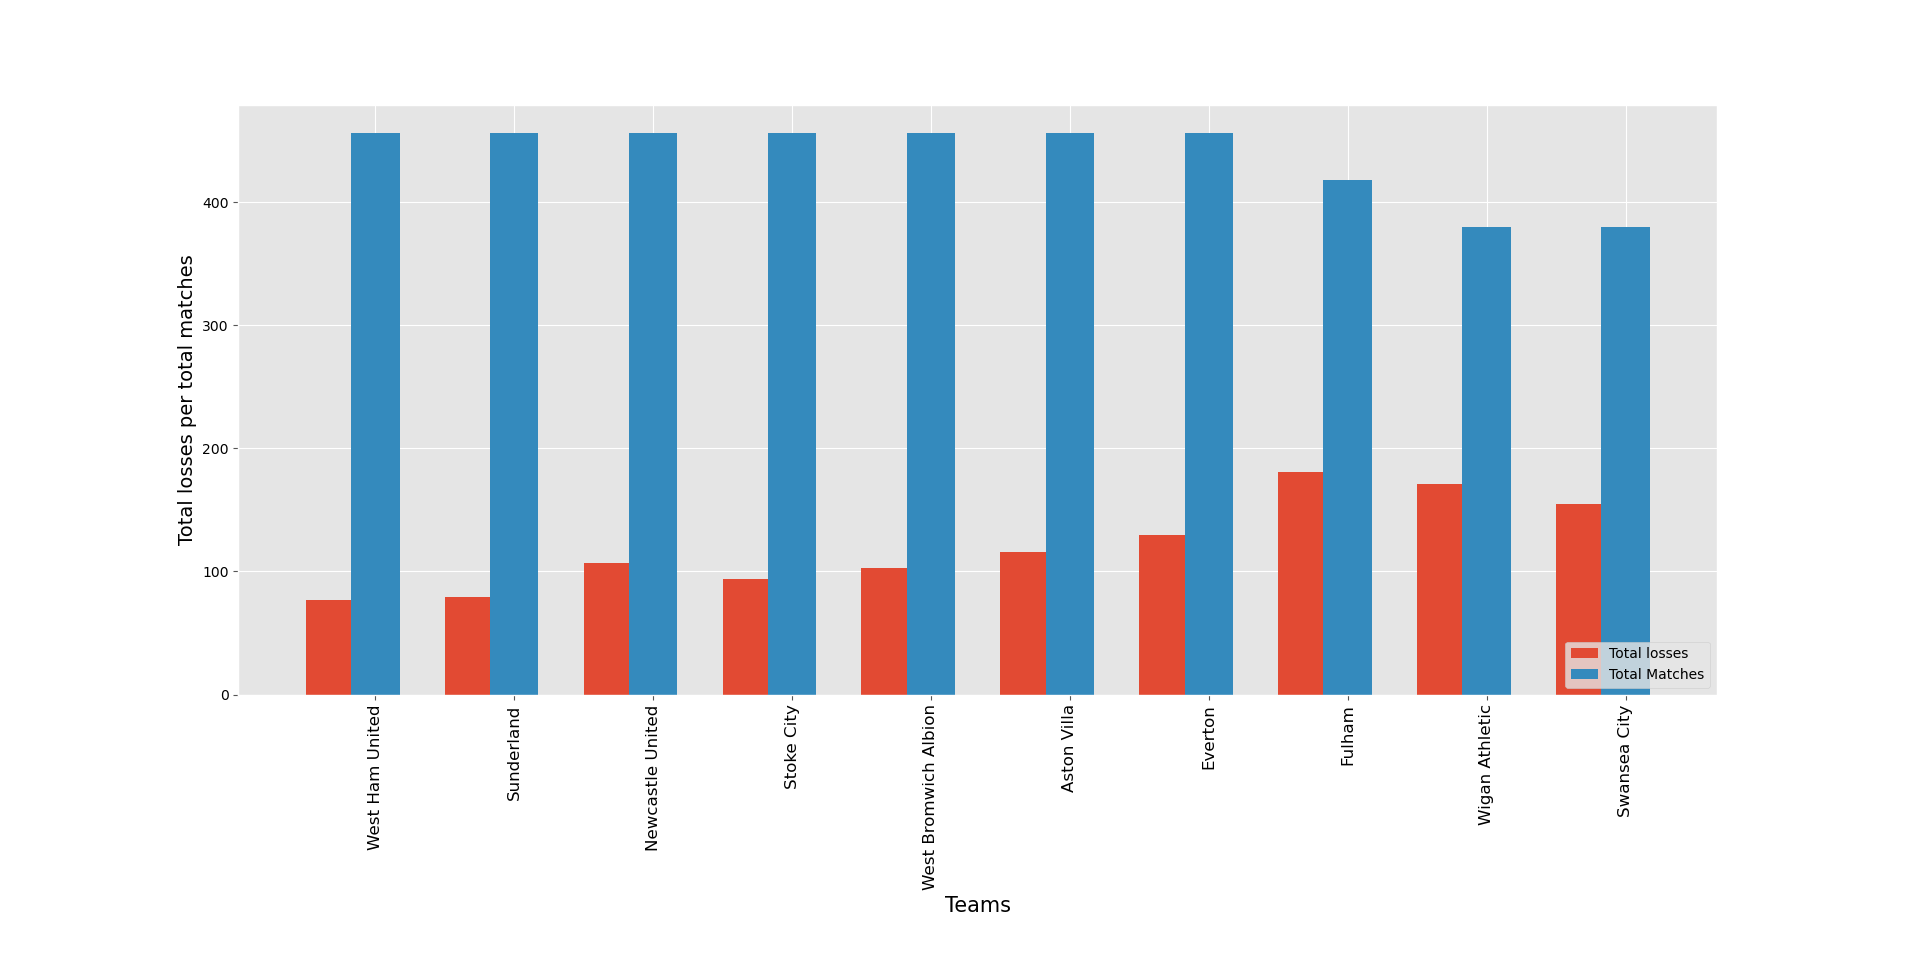 Total losses per total matches
400
300
200
100
0
Total losses
Total Matches
West Ham United
Sunderland
Newcastle United
Stoke City
West Bromwich Albion
Aston Villa
Everton
Fulham
Wigan Athletic
Swansea City
Teams